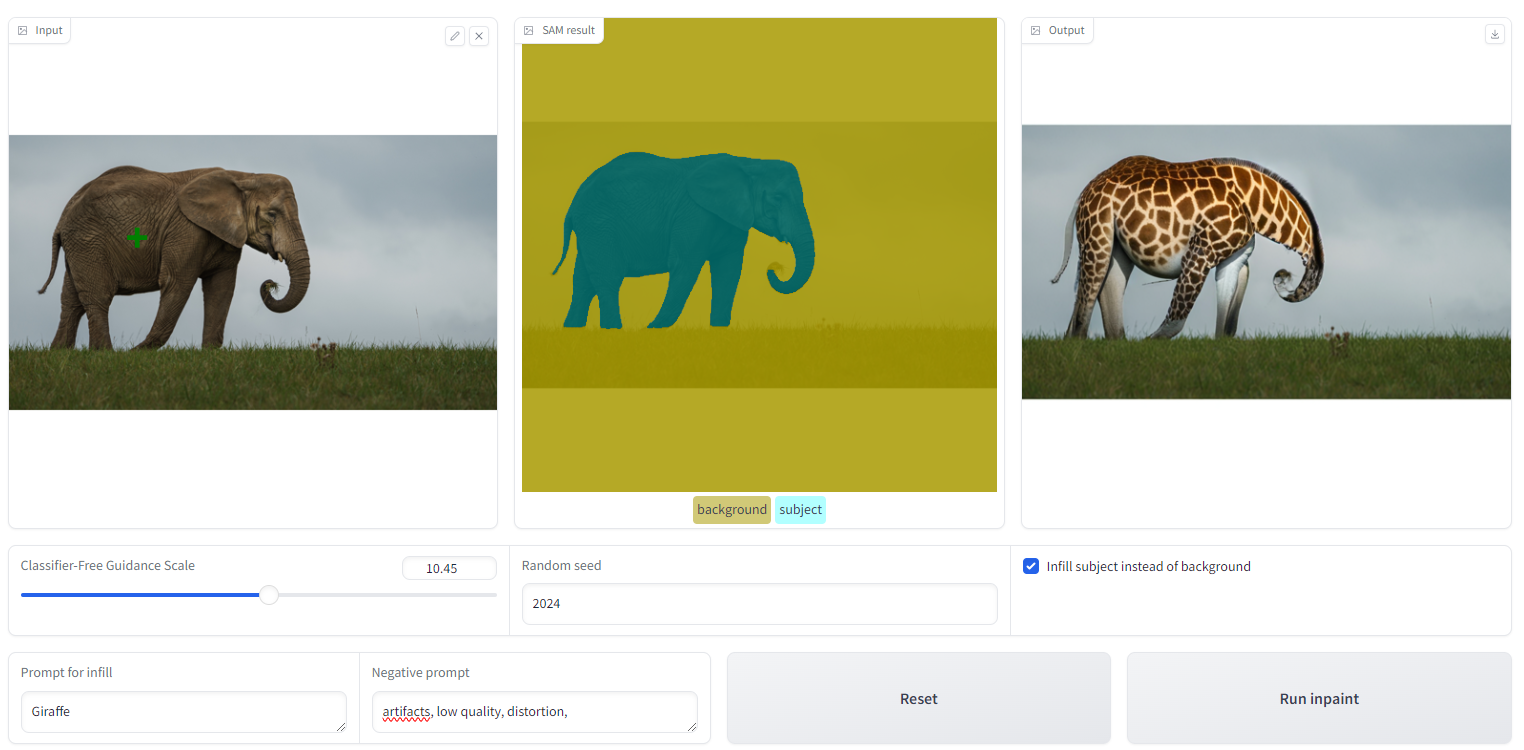 Input
SAM result
Output
background subject
Classifier-Free Guidance Scale
10.45
Random seed
2024
Infill subject instead of background
Prompt for infill
Giraffe
Negative prompt
artifacts, low quality, distortion,
Reset
Run inpaint